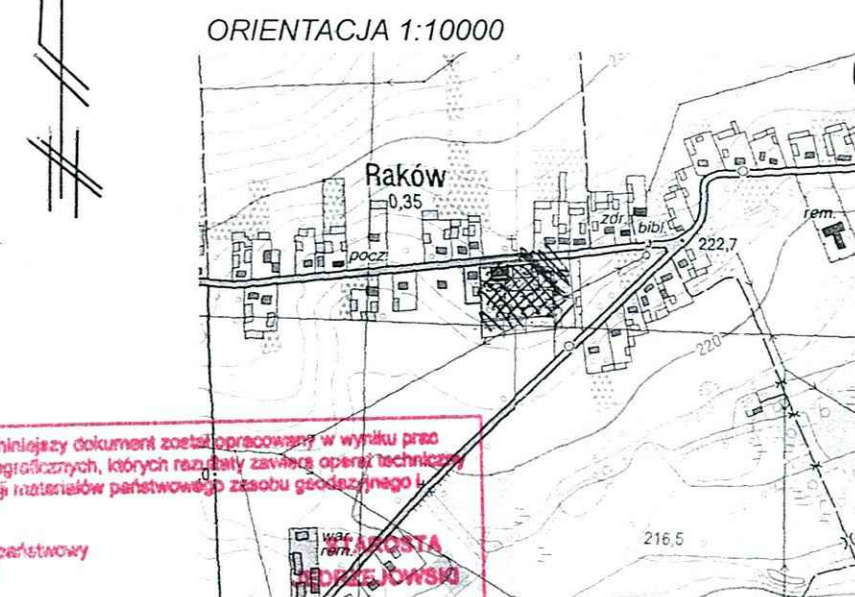 ORIENTACJA 1:10000
Raków
0,35
zdr.
bibl.
rem.
pocz.
222,7
220
niniejszy dokument został opracowany w wyniku prac
których rezultaty zawiera operat techniczny
materiałów państwowego zasobu geodezyjnego i
państwowy
war.
rem.
STAROSTA
JĘDRZEJOWSKI
216,5